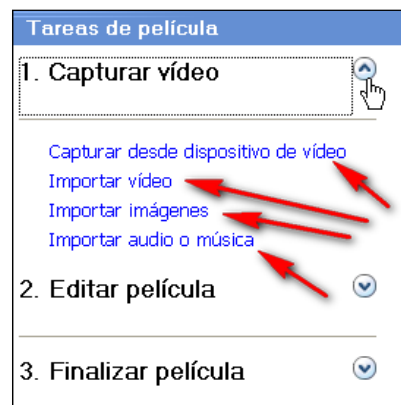 Tareas de película
1. Capturar vídeo
Capturar desde dispositivo de vídeo
Importar vídeo
Importar imágenes
Importar audio o música
2. Editar película
3. Finalizar película